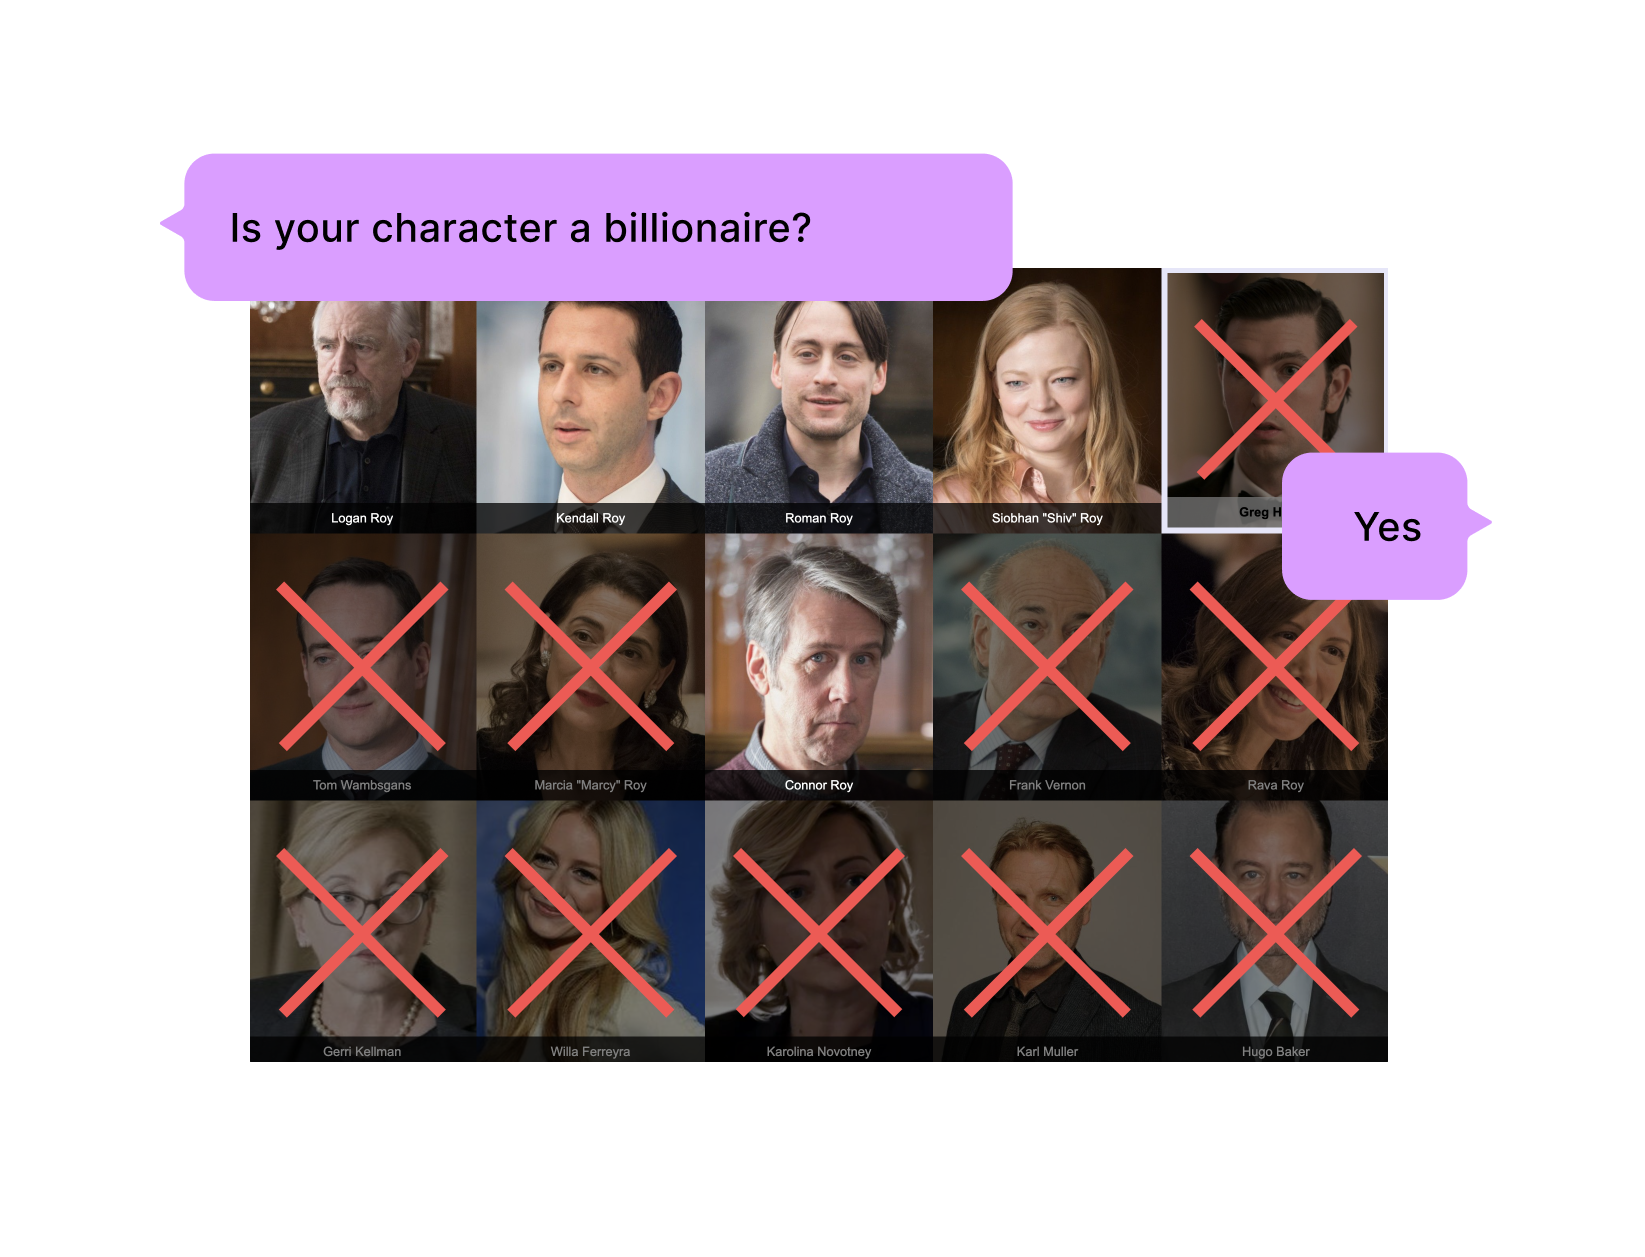 Is your character a billionaire?
Logan Roy
Kendall Roy
Roman Roy
Siobhan "Shiv" Roy
Greg
Yes
Tom Wambsgans
Marcia "Marcy" Roy
Connor Roy
Frank Vernon
Rava Roy
Gerri Kellman
Willa Ferreyra
Karolina Novotney
Karl Muller
Hugo Baker